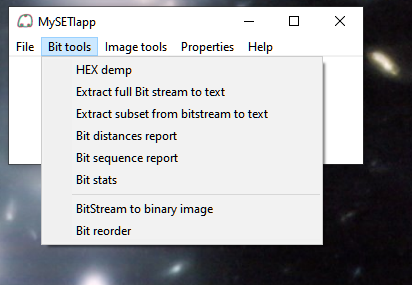 MySETIapp
File Bit tools Image tools Properties Help
HEX demp
Extract full Bit stream to text
Extract subset from bitstream to text
Bit distances report
Bit sequence report
Bit stats
BitStream to binary image
Bit reorder